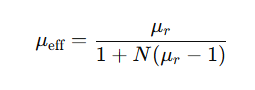 μ_eff = μ_r / (1 + N(μ_r − 1))